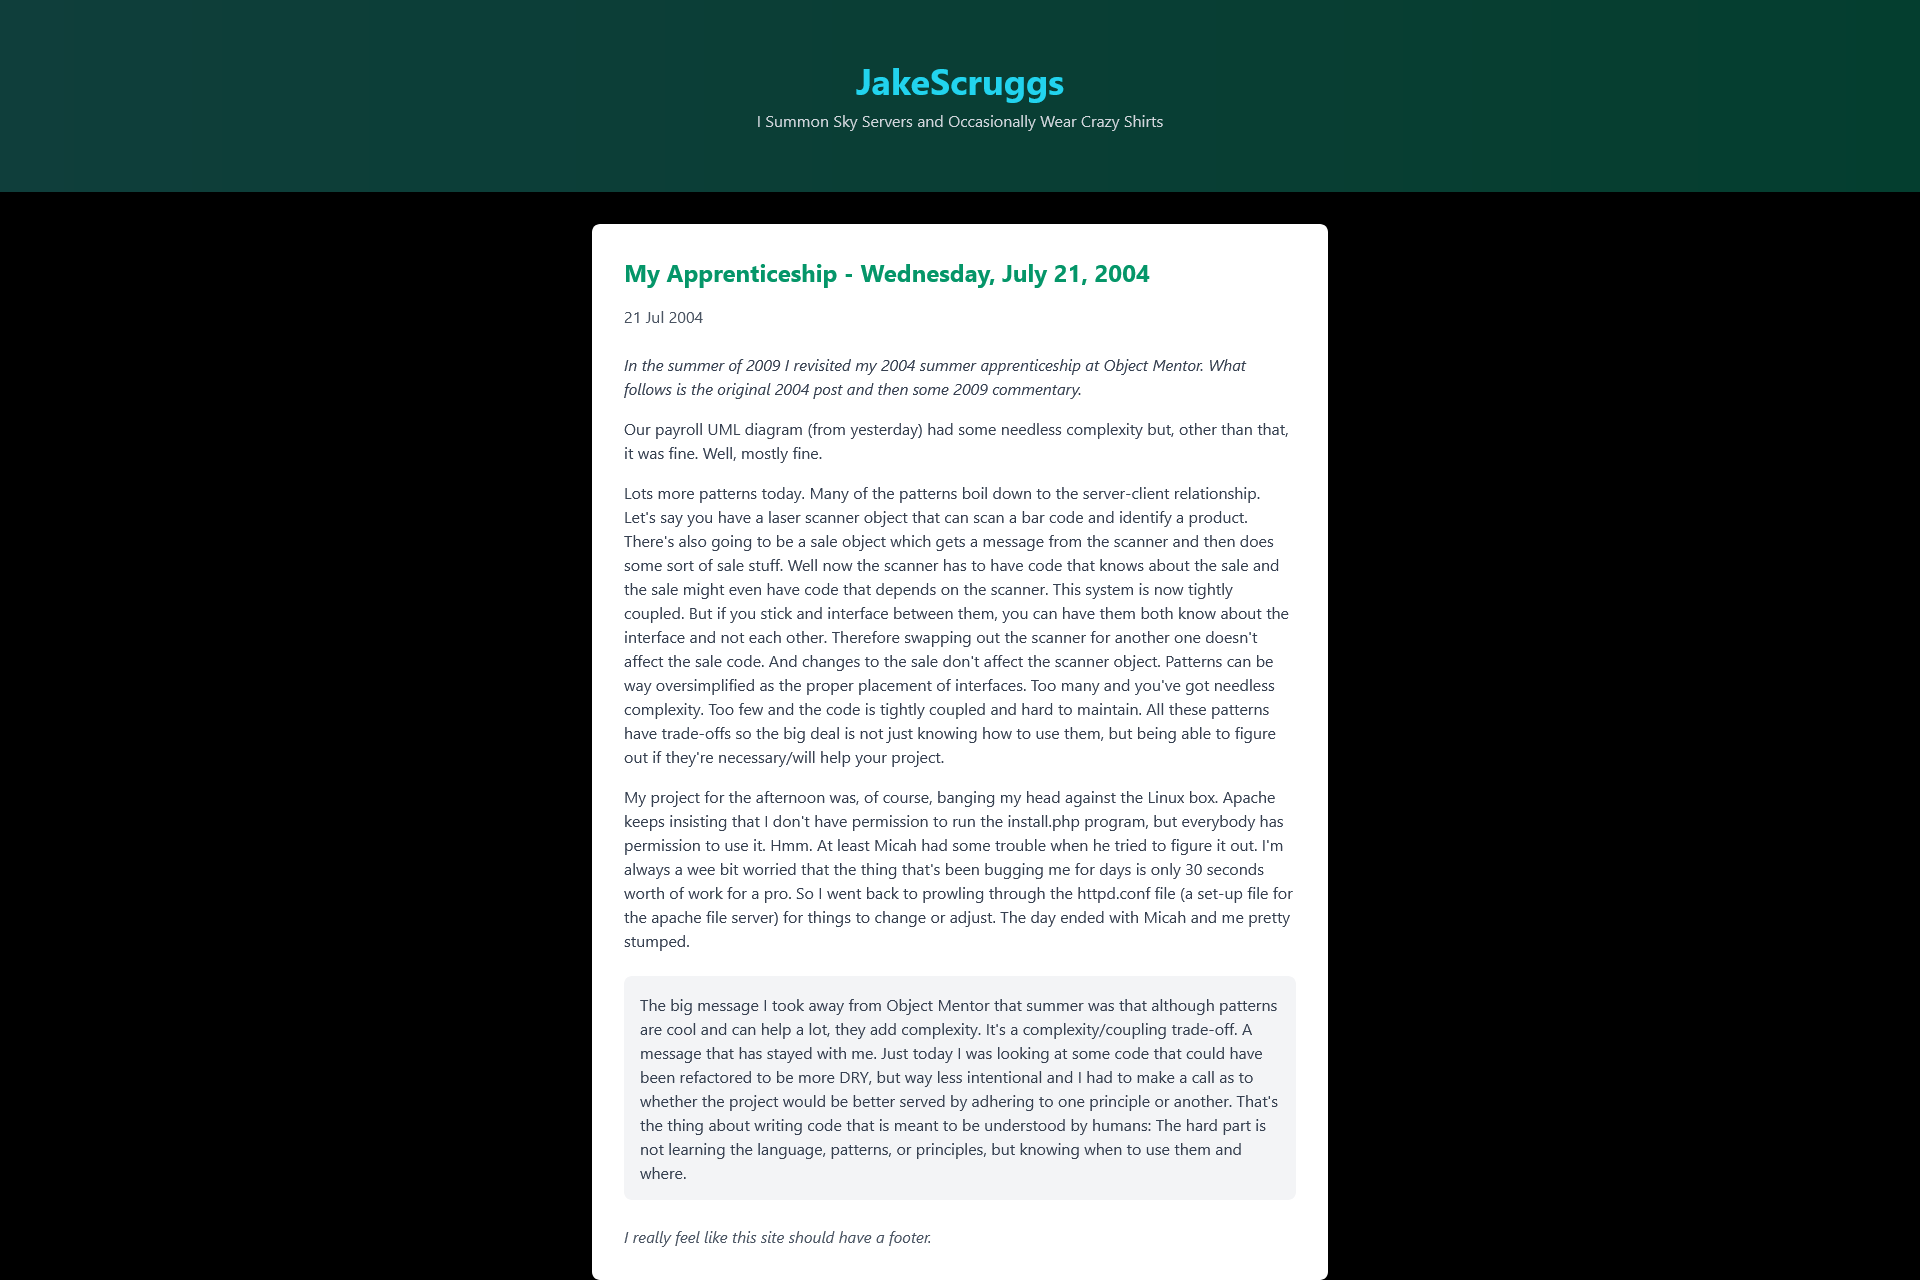 JakeScruggs
I Summon Sky Servers and Occasionally Wear Crazy Shirts
My Apprenticeship - Wednesday, July 21, 2004
21 Jul 2004
In the summer of 2009 I revisited my 2004 summer apprenticeship at Object Mentor. What
follows is the original 2004 post and then some 2009 commentary.
Our payroll UML diagram (from yesterday) had some needless complexity but, other than that,
it was fine. Well, mostly fine.
Lots more patterns today. Many of the patterns boil down to the server-client relationship.
Let's say you have a laser scanner object that can scan a bar code and identify a product.
There's also going to be a sale object which gets a message from the scanner and then does
some sort of sale stuff. Well now the scanner has to have code that knows about the sale and
the sale might even have code that depends on the scanner. This system is now tightly
coupled. But if you stick and interface between them, you can have them both know about the
interface and not each other. Therefore swapping out the scanner for another one doesn't
affect the sale code. And changes to the sale don't affect the scanner object. Patterns can be
way oversimplified as the proper placement of interfaces. Too many and you've got needless
complexity. Too few and the code is tightly coupled and hard to maintain. All these patterns
have trade-offs so the big deal is not just knowing how to use them, but being able to figure
out if they're necessary/will help your project.
My project for the afternoon was, of course, banging my head against the Linux box. Apache
keeps insisting that I don't have permission to run the install.php program, but everybody has
permission to use it. Hmm. At least Micah had some trouble when he tried to figure it out. I'm
always a wee bit worried that the thing that's been bugging me for days is only 30 seconds
worth of work for a pro. So I went back to prowling through the httpd.conf file (a set-up file for
the apache file server) for things to change or adjust. The day ended with Micah and me pretty
stumped.
The big message I took away from Object Mentor that summer was that although patterns
are cool and can help a lot, they add complexity. It's a complexity/coupling trade-off. A
message that has stayed with me. Just today I was looking at some code that could have
been refactored to be more DRY, but way less intentional and I had to make a call as to
whether the project would be better served by adhering to one principle or another. That's
the thing about writing code that is meant to be understood by humans: The hard part is
not learning the language, patterns, or principles, but knowing when to use them and
where.
I really feel like this site should have a footer.